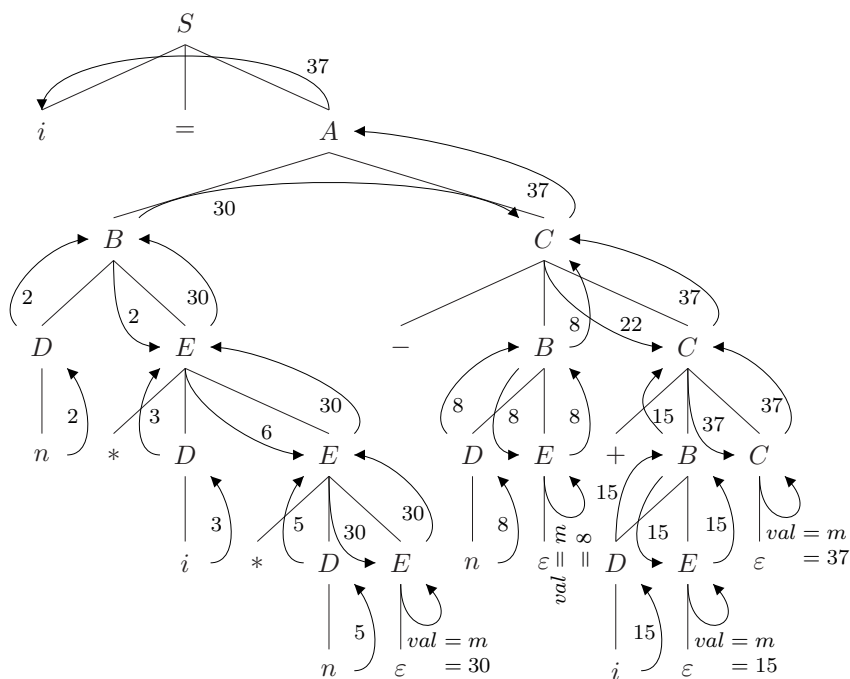 S
37
i = A
30 37
B C
2 2 30 8 22 37
D E − B C
2 3 6 30 8 8 8 15 37 37
n * D E D E + B C
3 5 30 30 8 val = m = 8 15 15 15 val = m
i * D E n ε D E ε = 37
5 val = m 15 val = m
n ε = 30 i ε = 15